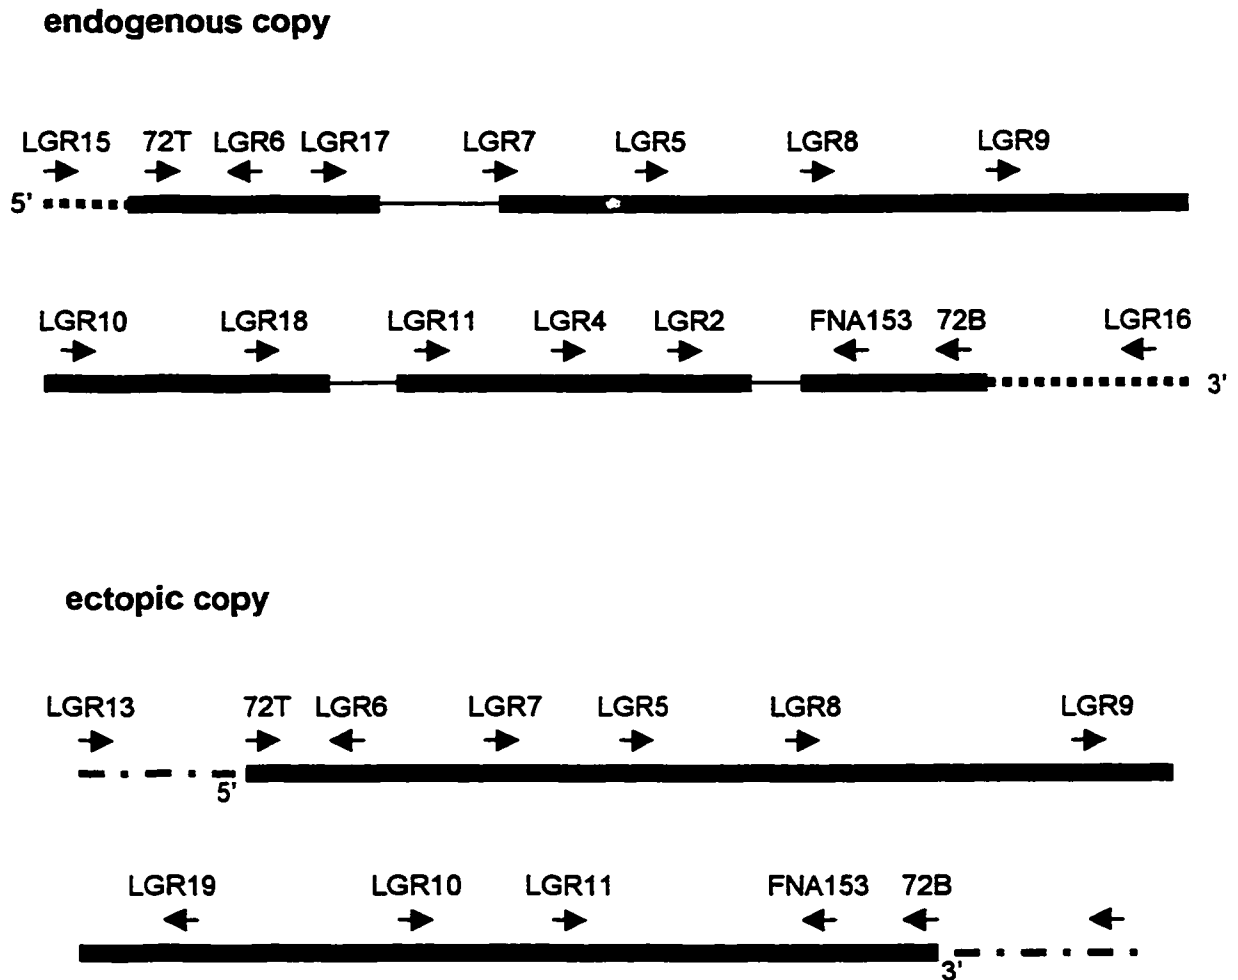 endogenous copy
LGR15 72T LGR6 LGR17 LGR7 LGR5 LGR8 LGR9
5'
LGR10 LGR18 LGR11 LGR4 LGR2 FNA153 72B LGR16
3'
ectopic copy
LGR13 72T LGR6 LGR7 LGR5 LGR8 LGR9
5'
LGR19 LGR10 LGR11 FNA153 72B
3'